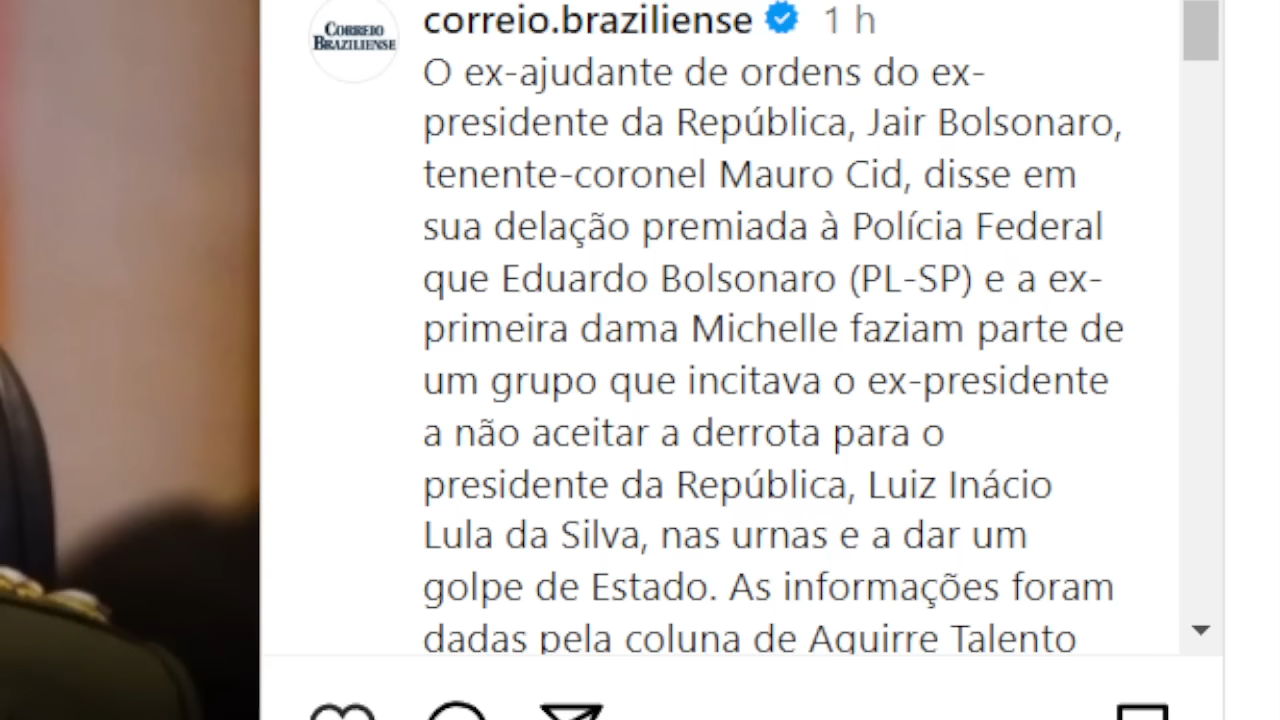 CORREIO
BRAZILIENSE
correio.braziliense 1 h
O ex-ajudante de ordens do ex-
presidente da República, Jair Bolsonaro,
tenente-coronel Mauro Cid, disse em
sua delação premiada à Polícia Federal
que Eduardo Bolsonaro (PL-SP) e a ex-
primeira dama Michelle faziam parte de
um grupo que incitava o ex-presidente
a não aceitar a derrota para o
presidente da República, Luiz Inácio
Lula da Silva, nas urnas e a dar um
golpe de Estado. As informações foram
dadas pela coluna de Aguirre Talento